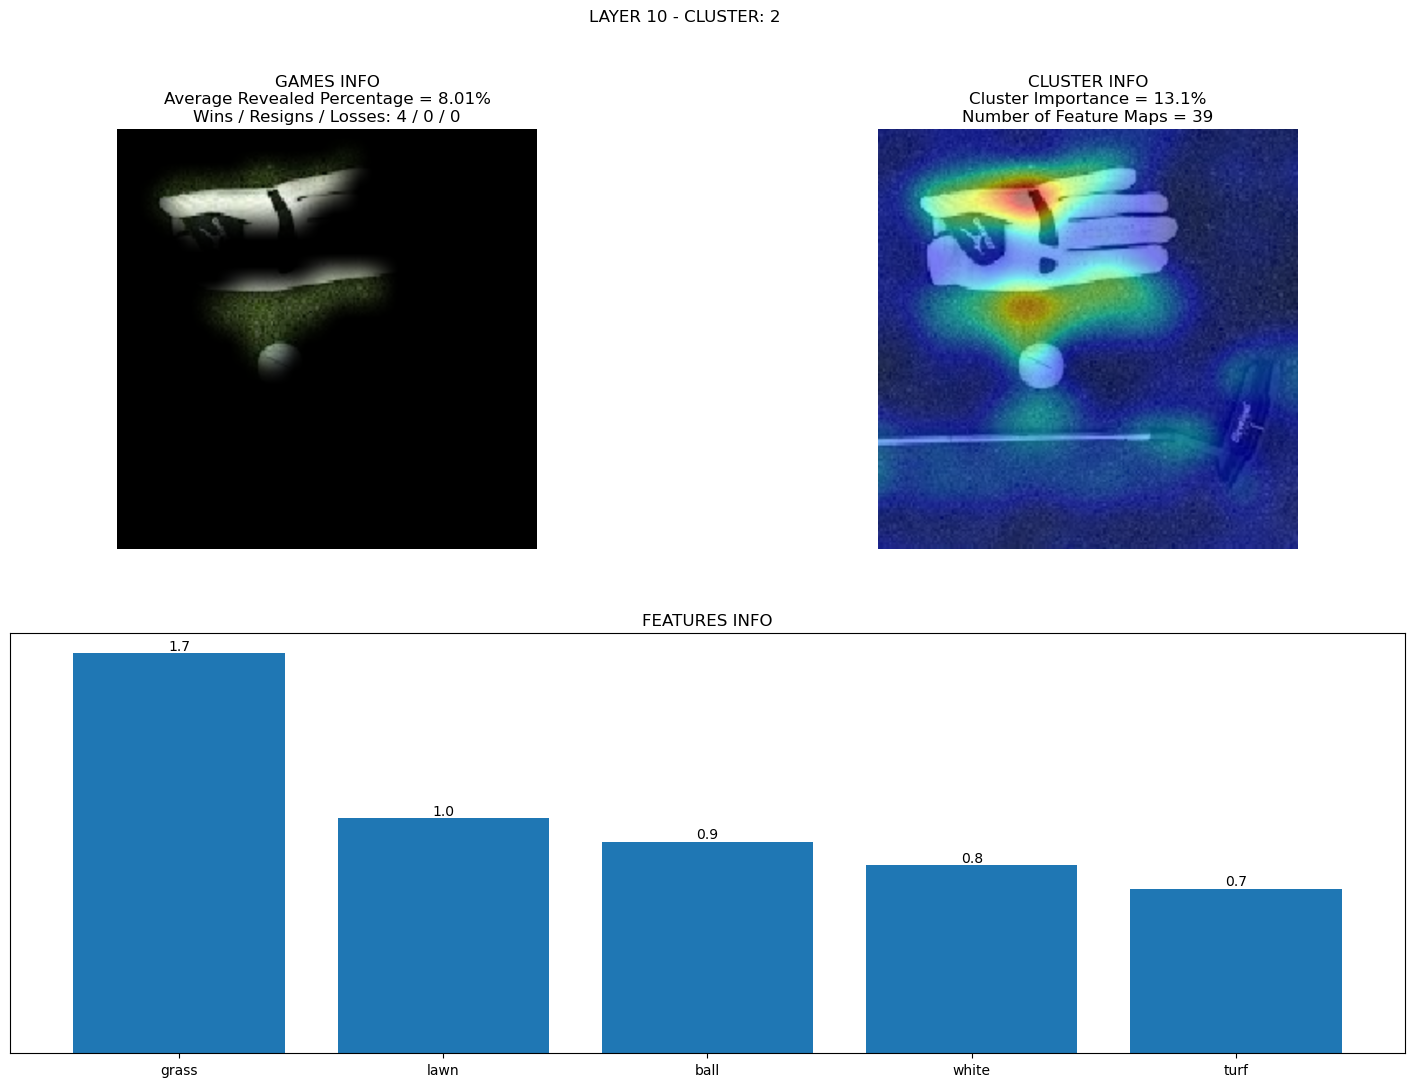 LAYER 10 - CLUSTER: 2
GAMES INFO
Average Revealed Percentage = 8.01%
Wins / Resigns / Losses: 4 / 0 / 0
CLUSTER INFO
Cluster Importance = 13.1%
Number of Feature Maps = 39
FEATURES INFO
1.7
1.0
0.9
0.8
0.7
grass
lawn
ball
white
turf